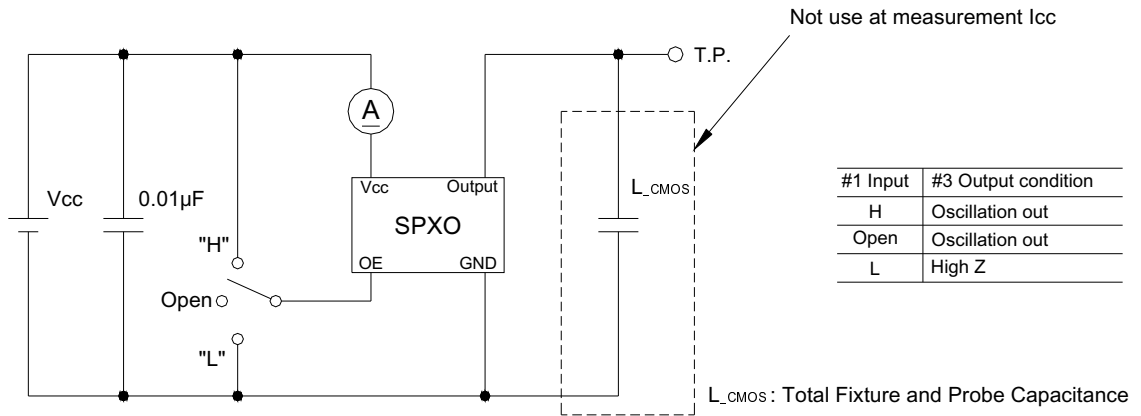 Not use at measurement Icc
T.P.
A
Vcc
0.01µF
"H"
Open
"L"
Vcc Output
SPXO
OE GND
L_CMOS
#1 Input #3 Output condition
H Oscillation out
Open Oscillation out
L High Z
L_CMOS : Total Fixture and Probe Capacitance